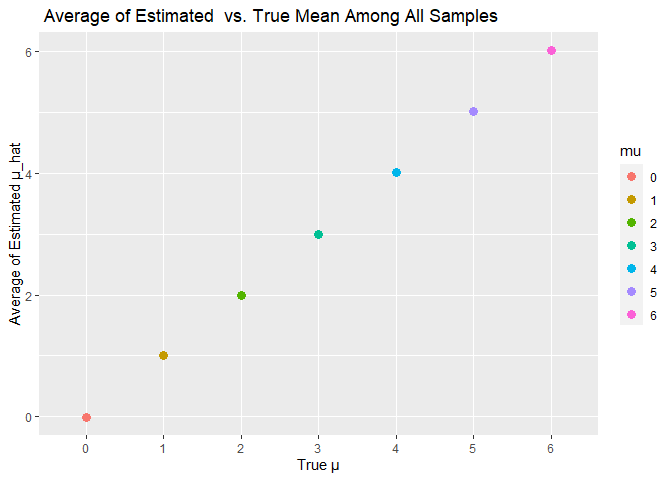 Average of Estimated  vs. True Mean Among All Samples
Average of Estimated µ_hat
6
4
2
0
0 1 2 3 4 5 6
True µ
mu
0
1
2
3
4
5
6